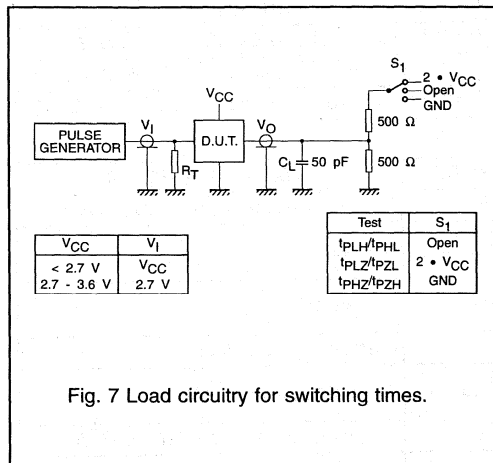 S1
2 • VCC
Open
GND
VCC
500 Ω
PULSE GENERATOR
VI
D.U.T.
VO
RT
CL
50 pF
500 Ω
VCC VI
< 2.7 V VCC
2.7 - 3.6 V 2.7 V
Test S1
tPLH/tPHL Open
tPLZ/tPZL 2 • VCC
tPHZ/tPZH GND
Fig. 7 Load circuitry for switching times.